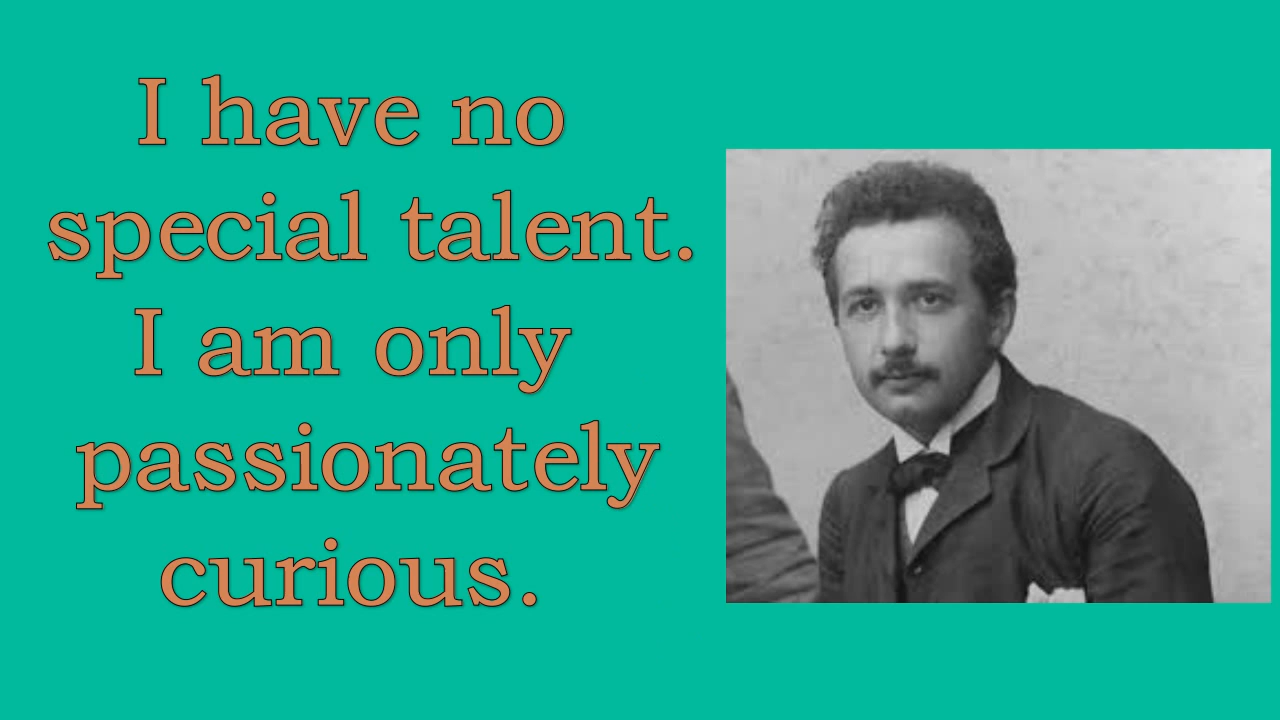 I have no
special talent.
I am only
passionately
curious.